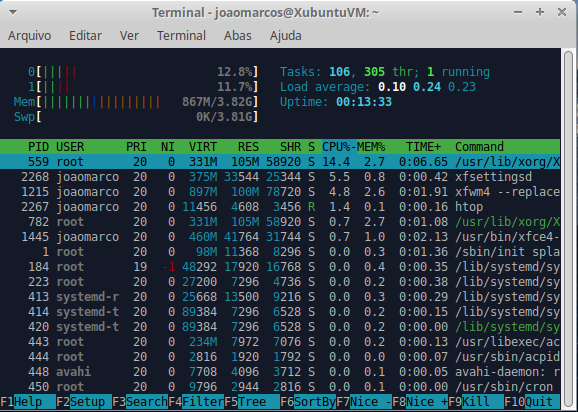 Terminal - joaomarcos@XubuntuVM: ~
Arquivo Editar Ver Terminal Abas Ajuda
0[||||| 12.8%] Tasks: 106, 305 thr; 1 running
1[||||| 11.7%] Load average: 0.10 0.24 0.23
Mem[||||||||||||||||||| 867M/3.82G] Uptime: 00:13:33
Swp[ 0K/3.81G]
PID USER PRI NI VIRT RES SHR S CPU%-MEM% TIME+ Command
559 root 20 0 331M 105M 58920 S 14.4 2.7 0:06.65 /usr/lib/xorg/X
2268 joaomarco 20 0 375M 33544 25344 S 5.5 0.8 0:00.42 xfsettingsd
1215 joaomarco 20 0 897M 100M 78720 S 4.8 2.6 0:01.91 xfwm4 --replace
2267 joaomarco 20 0 11456 4608 3456 R 1.4 0.1 0:00.16 htop
782 root 20 0 331M 105M 58920 S 0.7 2.7 0:01.08 /usr/lib/xorg/X
1445 joaomarco 20 0 460M 41764 31744 S 0.7 1.0 0:02.13 /usr/bin/xfce4-
1 root 20 0 98M 11368 8296 S 0.0 0.3 0:01.36 /sbin/init spla
184 root 19 -1 48292 17920 16768 S 0.0 0.4 0:00.35 /lib/systemd/sy
223 root 20 0 27200 7296 4736 S 0.0 0.2 0:00.38 /lib/systemd/sy
413 systemd-r 20 0 25668 13500 9216 S 0.0 0.3 0:00.29 /lib/systemd/sy
414 systemd-t 20 0 89384 7296 6528 S 0.0 0.2 0:00.15 /lib/systemd/sy
420 systemd-t 20 0 89384 7296 6528 S 0.0 0.2 0:00.00 /lib/systemd/sy
443 root 20 0 234M 7972 7076 S 0.0 0.2 0:00.13 /usr/libexec/ac
444 root 20 0 2816 1920 1792 S 0.0 0.0 0:00.07 /usr/sbin/acpid
448 avahi 20 0 7708 4096 3712 S 0.0 0.1 0:00.05 avahi-daemon: r
450 root 20 0 9796 2944 2816 S 0.0 0.1 0:00.00 /usr/sbin/cron
F1Help F2Setup F3SearchF4FilterF5Tree F6SortByF7Nice -F8Nice +F9Kill F10Quit